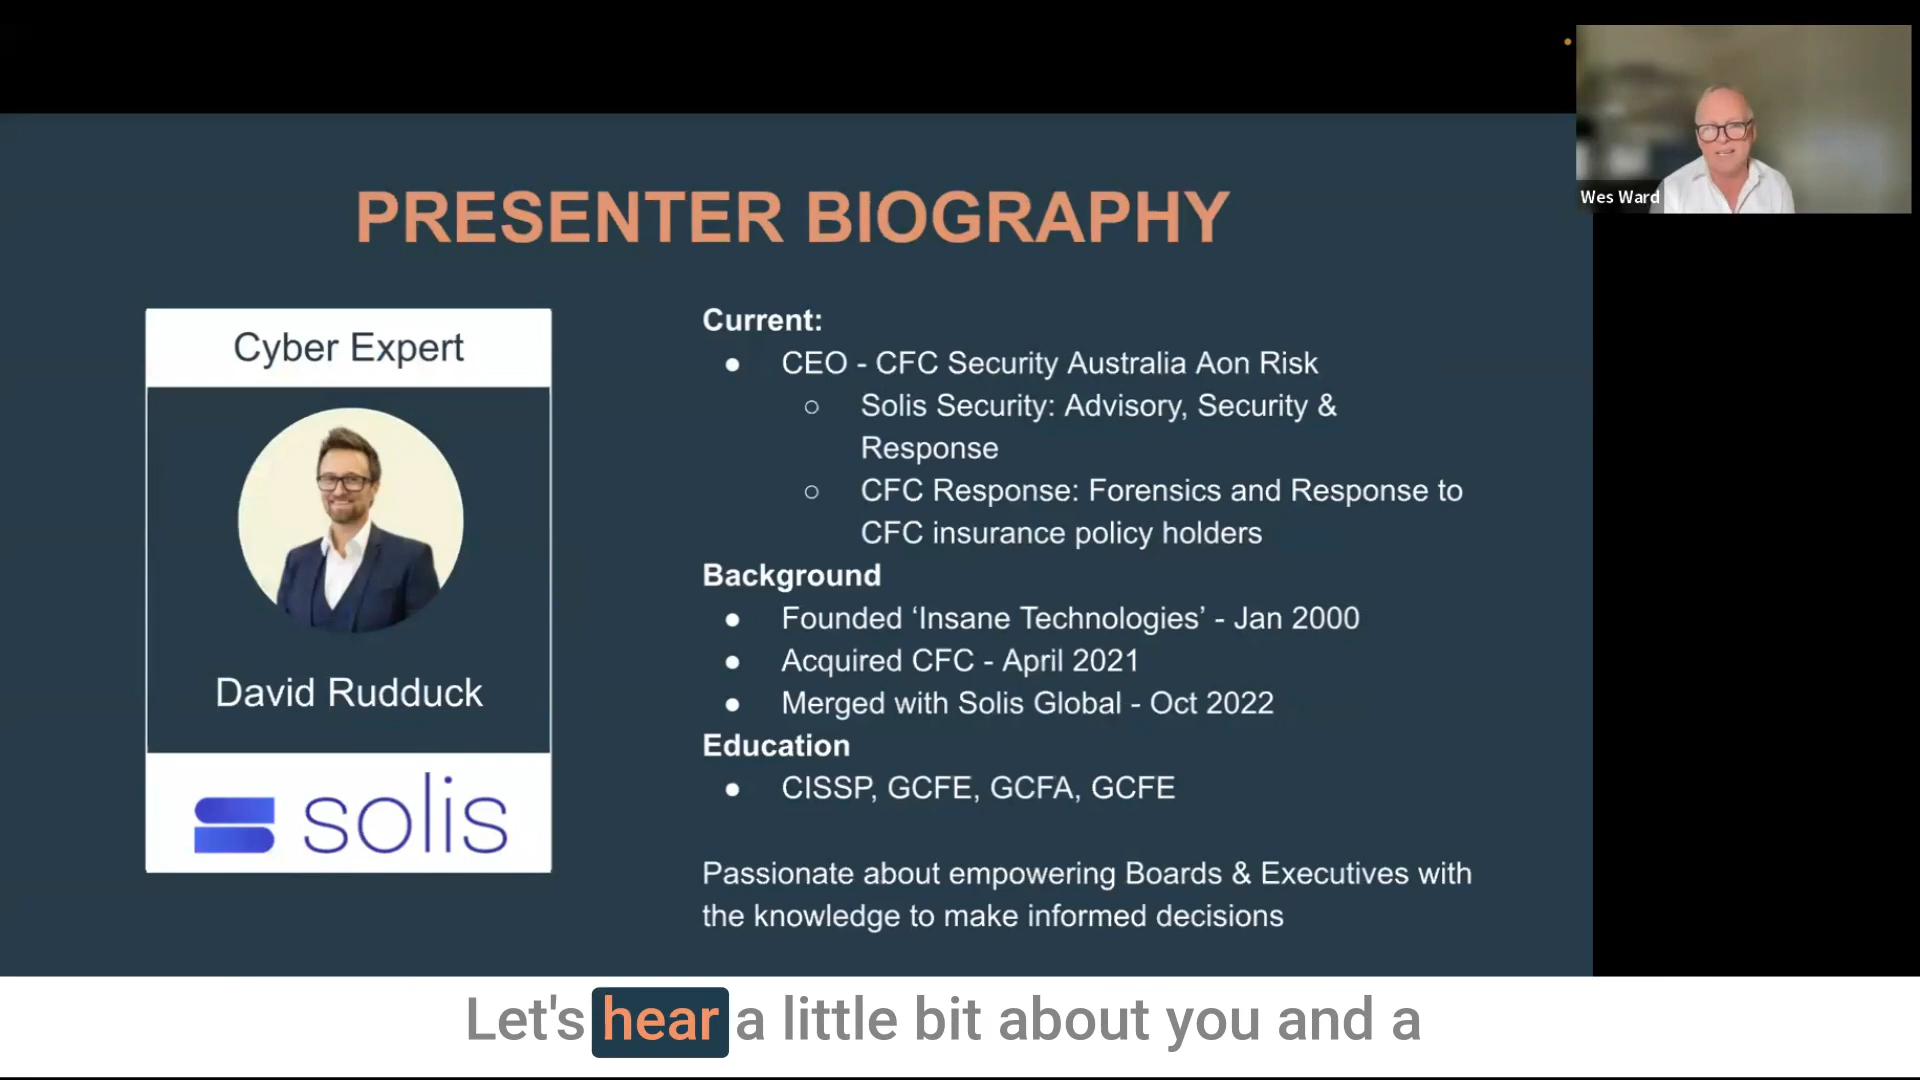 Wes Ward
PRESENTER BIOGRAPHY
Cyber Expert
David Rudduck
solis
Current:
● CEO - CFC Security Australia Aon Risk
○ Solis Security: Advisory, Security &
Response
○ CFC Response: Forensics and Response to
CFC insurance policy holders
Background
● Founded ‘Insane Technologies’ - Jan 2000
● Acquired CFC - April 2021
● Merged with Solis Global - Oct 2022
Education
● CISSP, GCFE, GCFA, GCFE
Passionate about empowering Boards & Executives with
the knowledge to make informed decisions
Let's hear a little bit about you and a